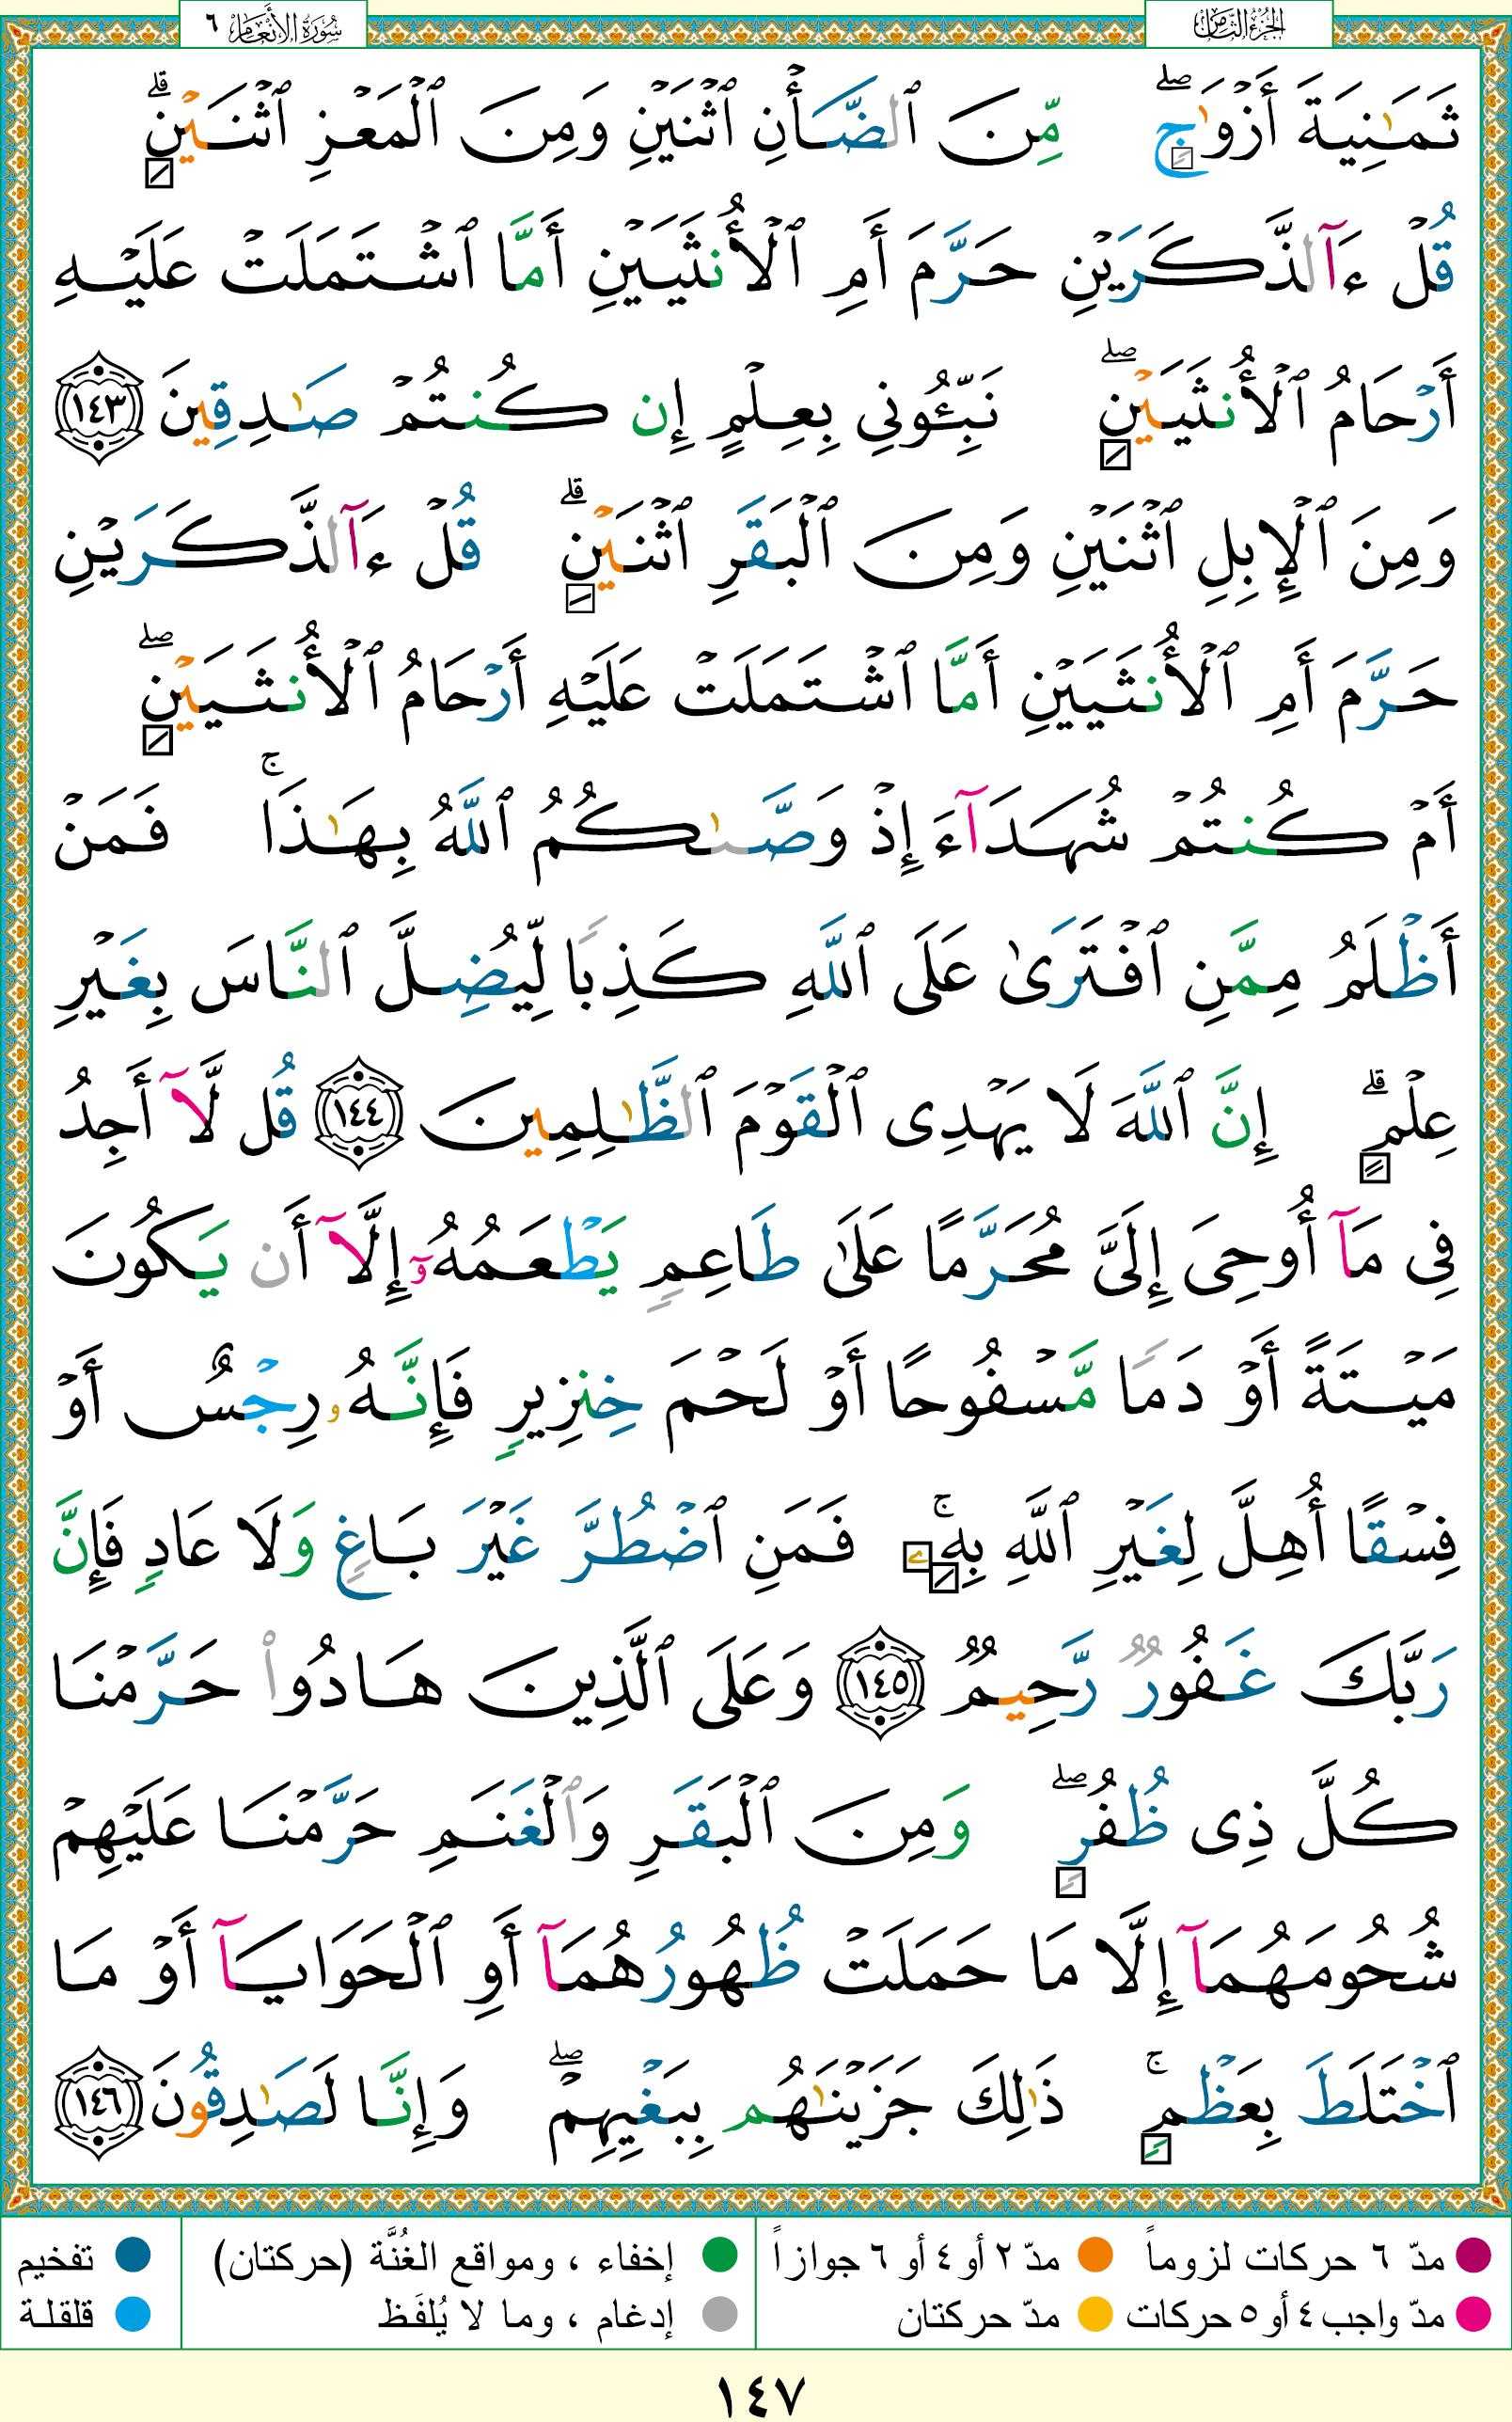 الجزء الثامن
سورة الأنعام ٦
ثَمَٰنِيَةَ أَزْوَٰجٍۖ مِّنَ ٱلضَّأْنِ ٱثْنَيْنِ وَمِنَ ٱلْمَعْزِ ٱثْنَيْنِۗ
قُلْ ءَآلذَّكَرَيْنِ حَرَّمَ أَمِ ٱلْأُنثَيَيْنِ أَمَّا ٱشْتَمَلَتْ عَلَيْهِ
أَرْحَامُ ٱلْأُنثَيَيْنِۖ نَبِّـُٔونِي بِعِلْمٍ إِن كُنتُمْ صَٰدِقِينَ ١٤٣
وَمِنَ ٱلْإِبِلِ ٱثْنَيْنِ وَمِنَ ٱلْبَقَرِ ٱثْنَيْنِۗ قُلْ ءَآلذَّكَرَيْنِ
حَرَّمَ أَمِ ٱلْأُنثَيَيْنِ أَمَّا ٱشْتَمَلَتْ عَلَيْهِ أَرْحَامُ ٱلْأُنثَيَيْنِۖ
أَمْ كُنتُمْ شُهَدَآءَ إِذْ وَصَّىٰكُمُ ٱللَّهُ بِهَٰذَاۚ فَمَنْ
أَظْلَمُ مِمَّنِ ٱفْتَرَىٰ عَلَى ٱللَّهِ كَذِبًا لِّيُضِلَّ ٱلنَّاسَ بِغَيْرِ
عِلْمٍۗ إِنَّ ٱللَّهَ لَا يَهْدِى ٱلْقَوْمَ ٱلظَّٰلِمِينَ ١٤٤ قُل لَّآ أَجِدُ
فِى مَآ أُوحِىَ إِلَىَّ مُحَرَّمًا عَلَىٰ طَاعِمٍ يَطْعَمُهُۥٓ إِلَّآ أَن يَكُونَ
مَيْتَةً أَوْ دَمًا مَّسْفُوحًا أَوْ لَحْمَ خِنزِيرٍ فَإِنَّهُۥ رِجْسٌ أَوْ
فِسْقًا أُهِلَّ لِغَيْرِ ٱللَّهِ بِهِۦۚ فَمَنِ ٱضْطُرَّ غَيْرَ بَاغٍ وَلَا عَادٍ فَإِنَّ
رَبَّكَ غَفُورٌ رَّحِيمٌ ١٤٥ وَعَلَى ٱلَّذِينَ هَادُوا۟ حَرَّمْنَا
كُلَّ ذِى ظُفُرٍۖ وَمِنَ ٱلْبَقَرِ وَٱلْغَنَمِ حَرَّمْنَا عَلَيْهِمْ
شُحُومَهُمَآ إِلَّا مَا حَمَلَتْ ظُهُورُهُمَآ أَوِ ٱلْحَوَايَآ أَوْ مَا
ٱخْتَلَطَ بِعَظْمٍۚ ذَٰلِكَ جَزَيْنَٰهُم بِبَغْيِهِمْۖ وَإِنَّا لَصَٰدِقُونَ ١٤٦
مدّ ٦ حركات لزوماً مدّ ٢ أو ٤ أو ٦ جوازاً إخفاء ، ومواقع الغُنَّة (حركتان) تفخيم
مدّ واجب ٤ أو ٥ حركات مدّ حركتان إدغام ، وما لا يُلفَظ قلقلة
١٤٧